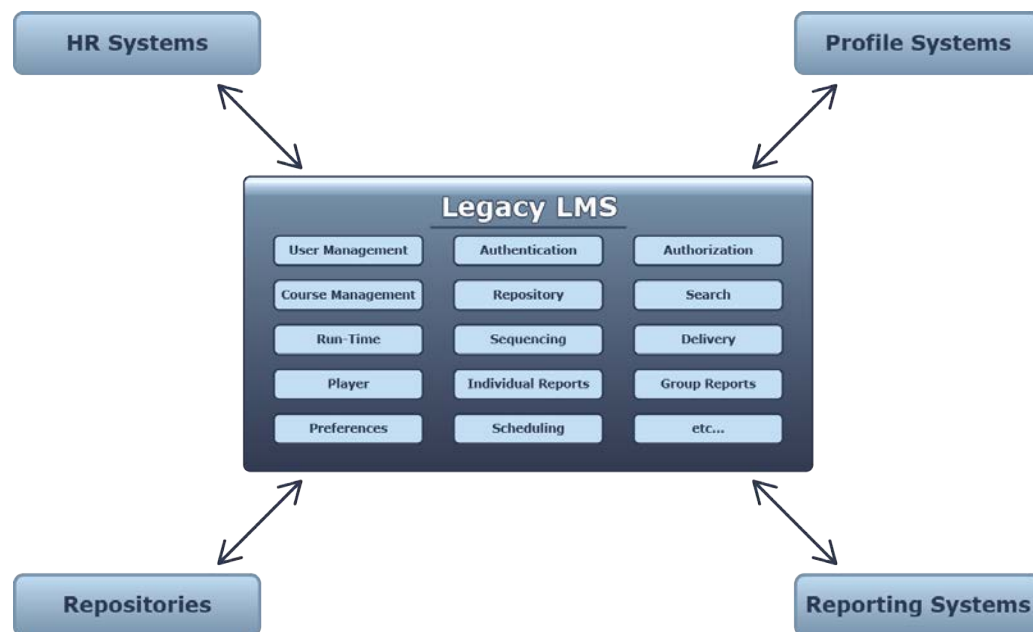 HR Systems
Profile Systems
Legacy LMS
User Management
Authentication
Authorization
Course Management
Repository
Search
Run-Time
Sequencing
Delivery
Player
Individual Reports
Group Reports
Preferences
Scheduling
etc...
Repositories
Reporting Systems